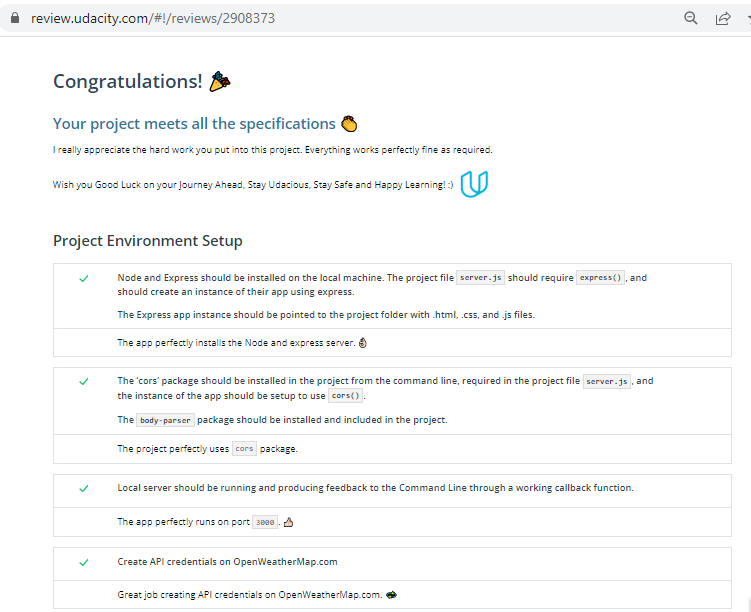 review.udacity.com/#!/reviews/2908373
Congratulations! 🎉
Your project meets all the specifications 👏
I really appreciate the hard work you put into this project. Everything works perfectly fine as required.
Wish you Good Luck on your Journey Ahead, Stay Udacious, Stay Safe and Happy Learning! :)
Project Environment Setup
Node and Express should be installed on the local machine. The project file server.js should require express(), and
should create an instance of their app using express.
The Express app instance should be pointed to the project folder with .html, .css, and .js files.
The app perfectly installs the Node and express server. 👌
The 'cors' package should be installed in the project from the command line, required in the project file server.js, and
the instance of the app should be setup to use cors().
The body-parser package should be installed and included in the project.
The project perfectly uses cors package.
Local server should be running and producing feedback to the Command Line through a working callback function.
The app perfectly runs on port 3000. 👍
Create API credentials on OpenWeatherMap.com
Great job creating API credentials on OpenWeatherMap.com.